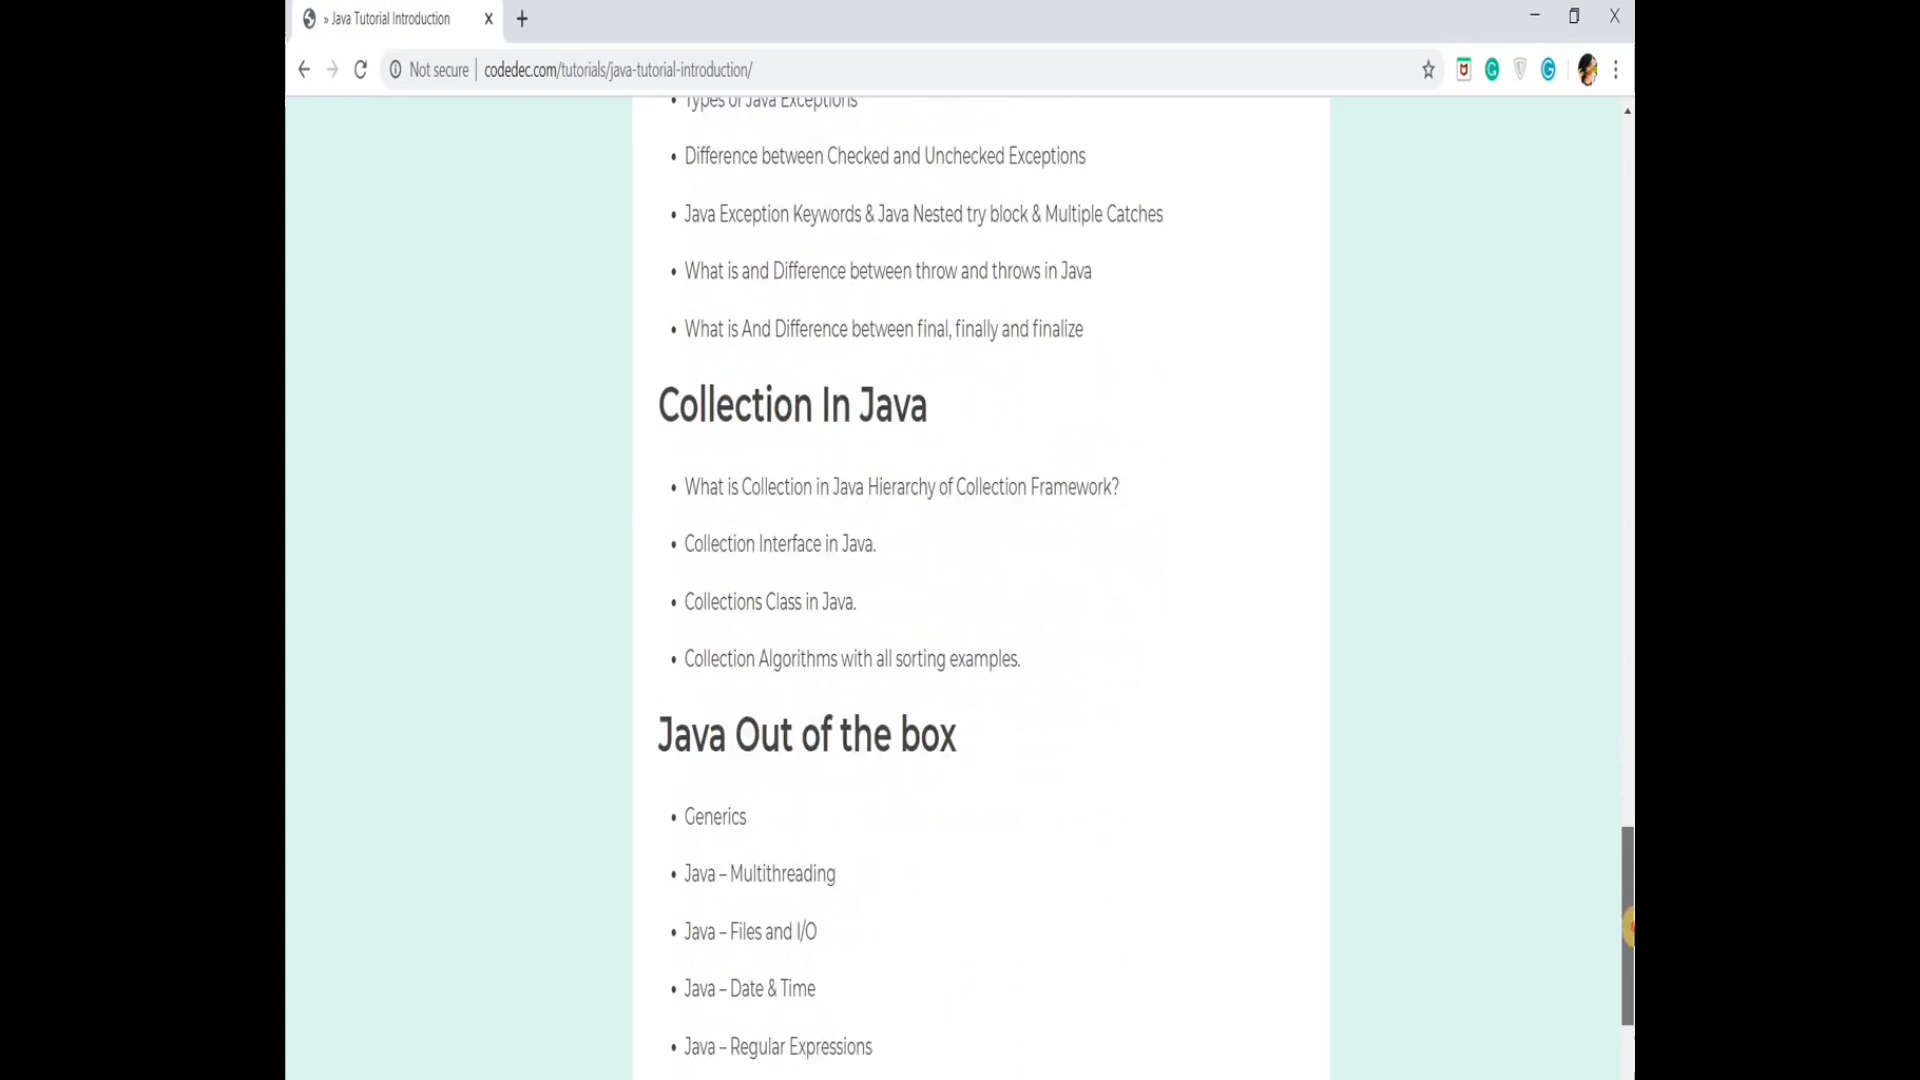 » Java Tutorial Introduction
Not secure
codedec.com/tutorials/java-tutorial-introduction/
• Types of Java Exceptions
• Difference between Checked and Unchecked Exceptions
• Java Exception Keywords & Java Nested try block & Multiple Catches
• What is and Difference between throw and throws in Java
• What is And Difference between final, finally and finalize
Collection In Java
• What is Collection in Java Hierarchy of Collection Framework?
• Collection Interface in Java.
• Collections Class in Java.
• Collection Algorithms with all sorting examples.
Java Out of the box
• Generics
• Java – Multithreading
• Java – Files and I/O
• Java – Date & Time
• Java – Regular Expressions